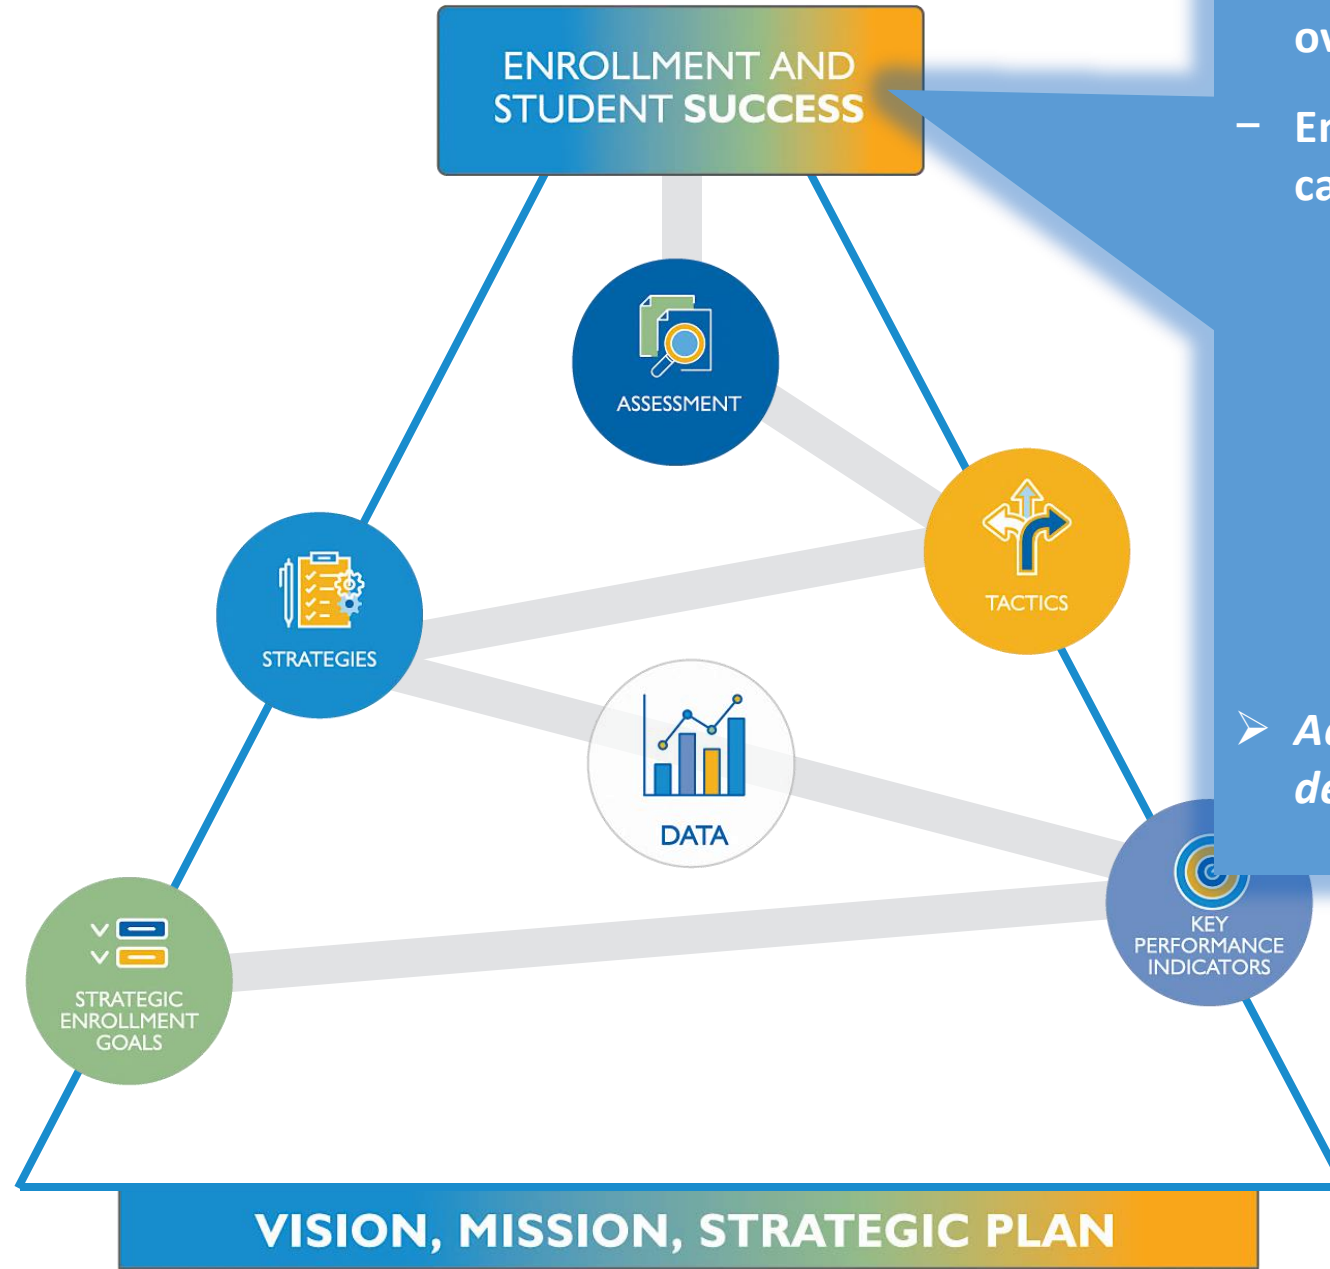 ENROLLMENT AND
STUDENT SUCCESS
ASSESSMENT
TACTICS
STRATEGIES
DATA
KEY
PERFORMANCE
INDICATORS
STRATEGIC
ENROLLMENT
GOALS
VISION, MISSION, STRATEGIC PLAN